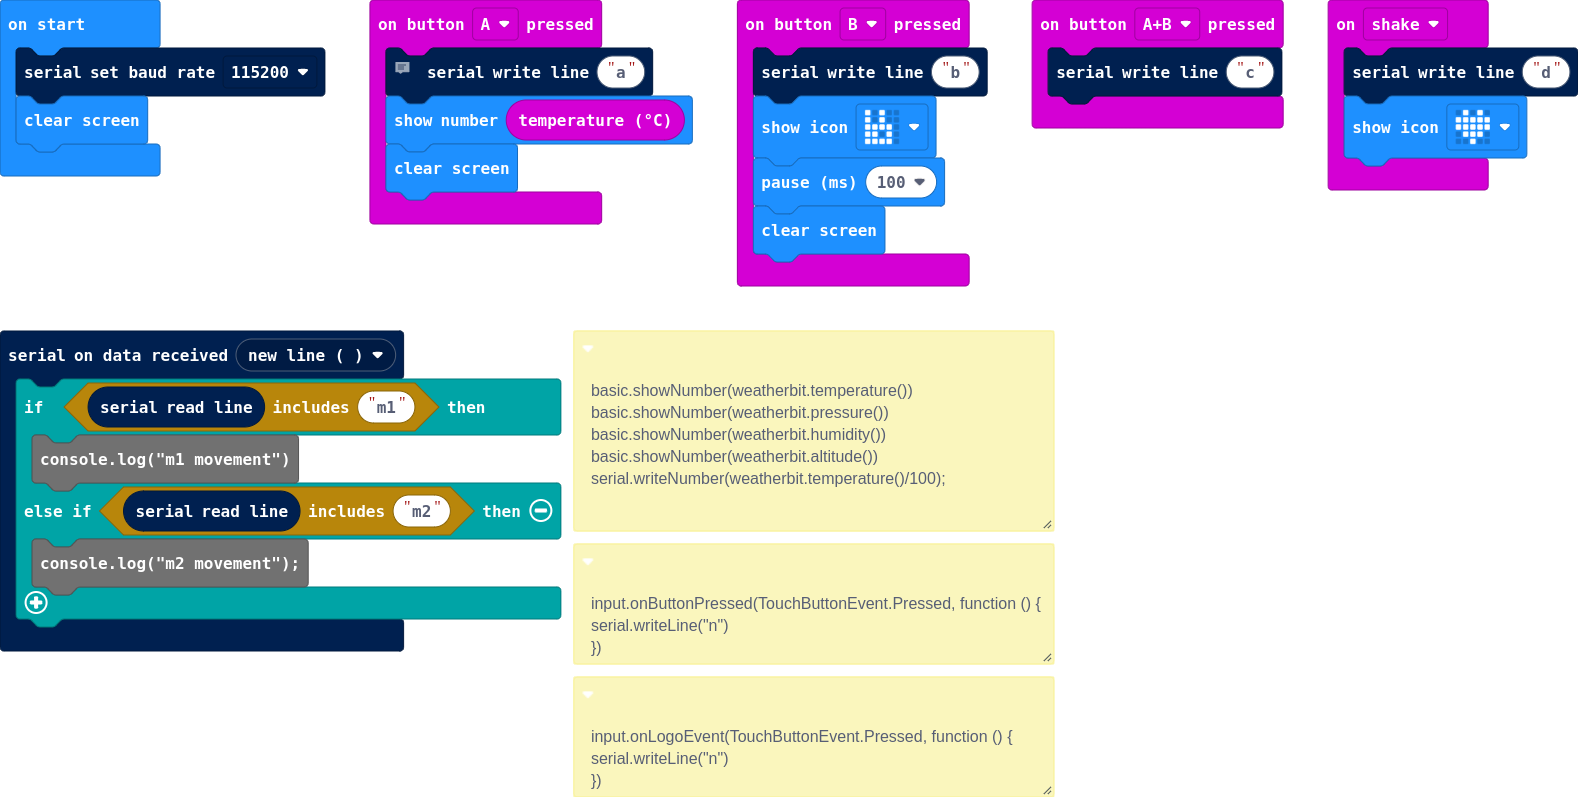 on start
serial set baud rate 115200
clear screen
on button A pressed
serial write line "a"
show number temperature (°C)
clear screen
on button B pressed
serial write line "b"
show icon
pause (ms) 100
clear screen
on button A+B pressed
serial write line "c"
on shake
serial write line "d"
show icon
serial on data received new line ( )
if serial read line includes "m1" then
console.log("m1 movement")
else if serial read line includes "m2" then
console.log("m2 movement");
basic.showNumber(weatherbit.temperature())
basic.showNumber(weatherbit.pressure())
basic.showNumber(weatherbit.humidity())
basic.showNumber(weatherbit.altitude())
serial.writeNumber(weatherbit.temperature()/100);
input.onButtonPressed(TouchButtonEvent.Pressed, function () {
serial.writeLine("n")
})
input.onLogoEvent(TouchButtonEvent.Pressed, function () {
serial.writeLine("n")
})